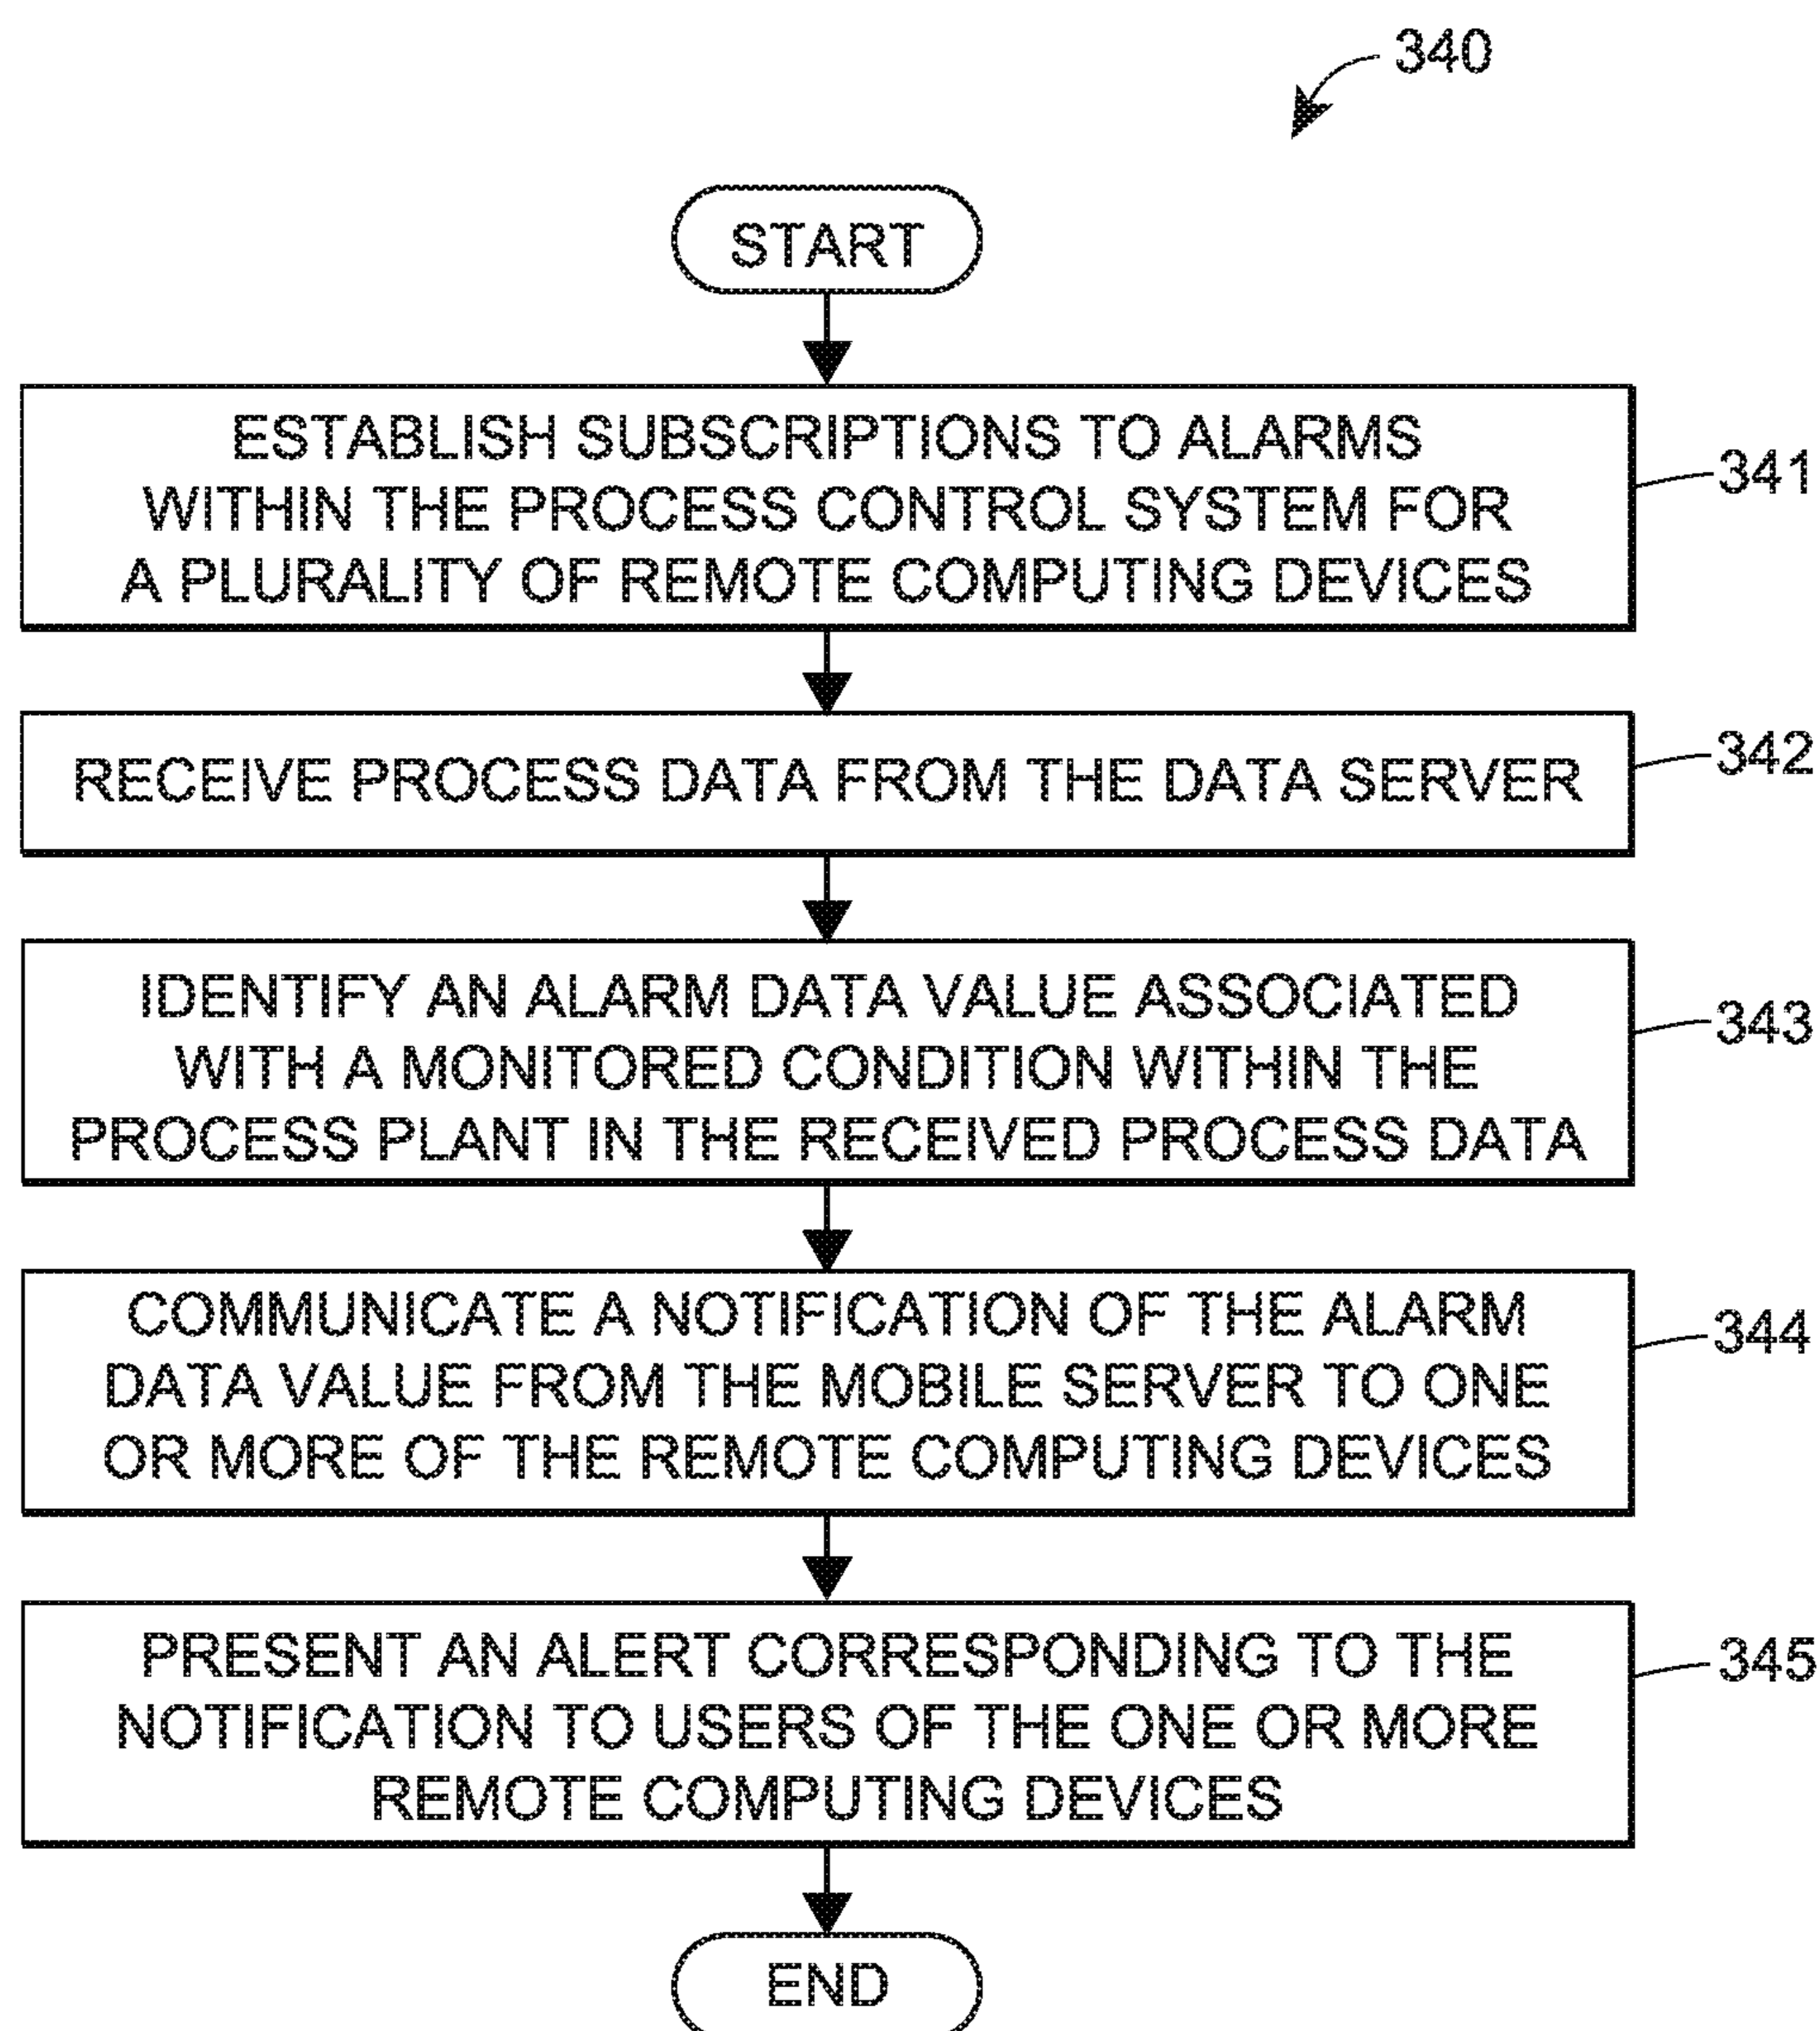 340
START
ESTABLISH SUBSCRIPTIONS TO ALARMS
WITHIN THE PROCESS CONTROL SYSTEM FOR
A PLURALITY OF REMOTE COMPUTING DEVICES
341
RECEIVE PROCESS DATA FROM THE DATA SERVER
342
IDENTIFY AN ALARM DATA VALUE ASSOCIATED
WITH A MONITORED CONDITION WITHIN THE
PROCESS PLANT IN THE RECEIVED PROCESS DATA
343
COMMUNICATE A NOTIFICATION OF THE ALARM
DATA VALUE FROM THE MOBILE SERVER TO ONE
OR MORE OF THE REMOTE COMPUTING DEVICES
344
PRESENT AN ALERT CORRESPONDING TO THE
NOTIFICATION TO USERS OF THE ONE OR MORE
REMOTE COMPUTING DEVICES
345
END